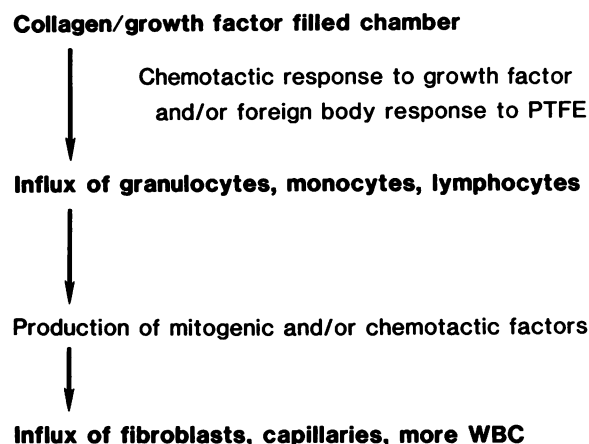 Collagen/growth factor filled chamber
Chemotactic response to growth factor
and/or foreign body response to PTFE
Influx of granulocytes, monocytes, lymphocytes
Production of mitogenic and/or chemotactic factors
Influx of fibroblasts, capillaries, more WBC